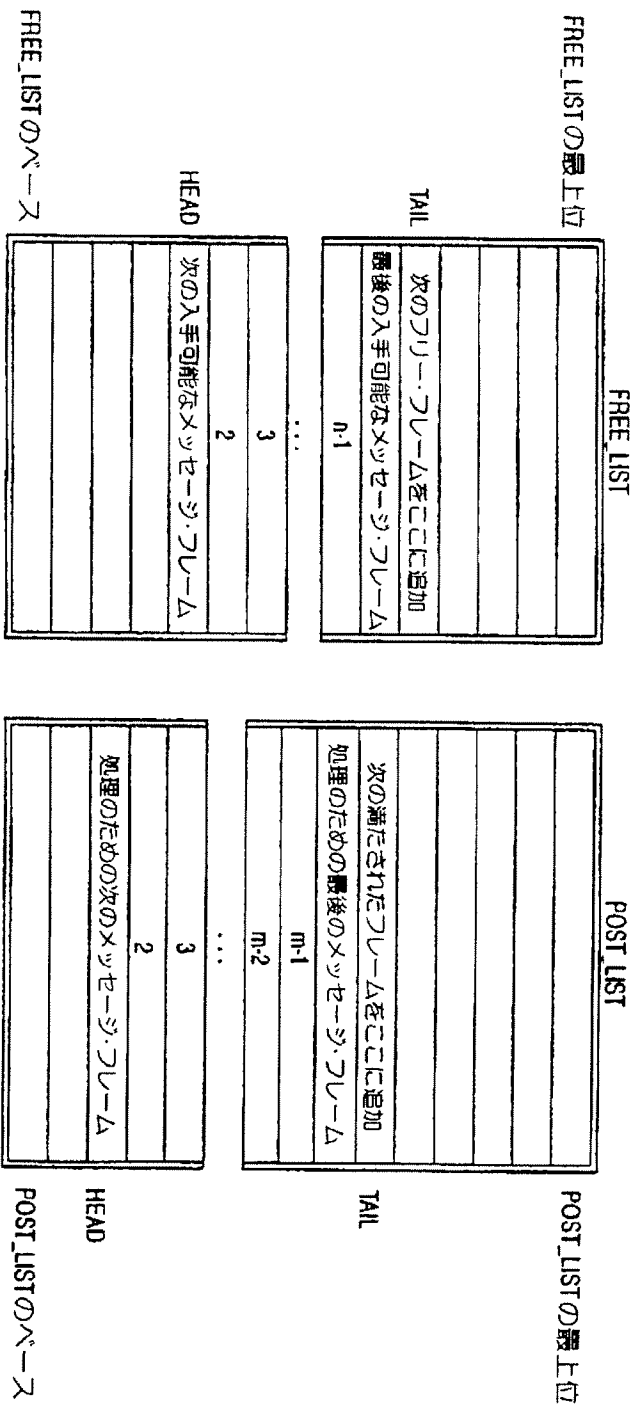 FREE_LIST
FREE_LISTの最上位
TAIL
次のフリー・フレームをここに追加
最後の入手可能なメッセージ・フレーム
n-1
...
3
2
HEAD
次の入手可能なメッセージ・フレーム
FREE_LISTのベース
POST_LIST
POST_LISTの最上位
TAIL
次の満たされたフレームをここに追加
処理のための最後のメッセージ・フレーム
m-1
m-2
...
3
2
HEAD
処理のための次のメッセージ・フレーム
POST_LISTのベース